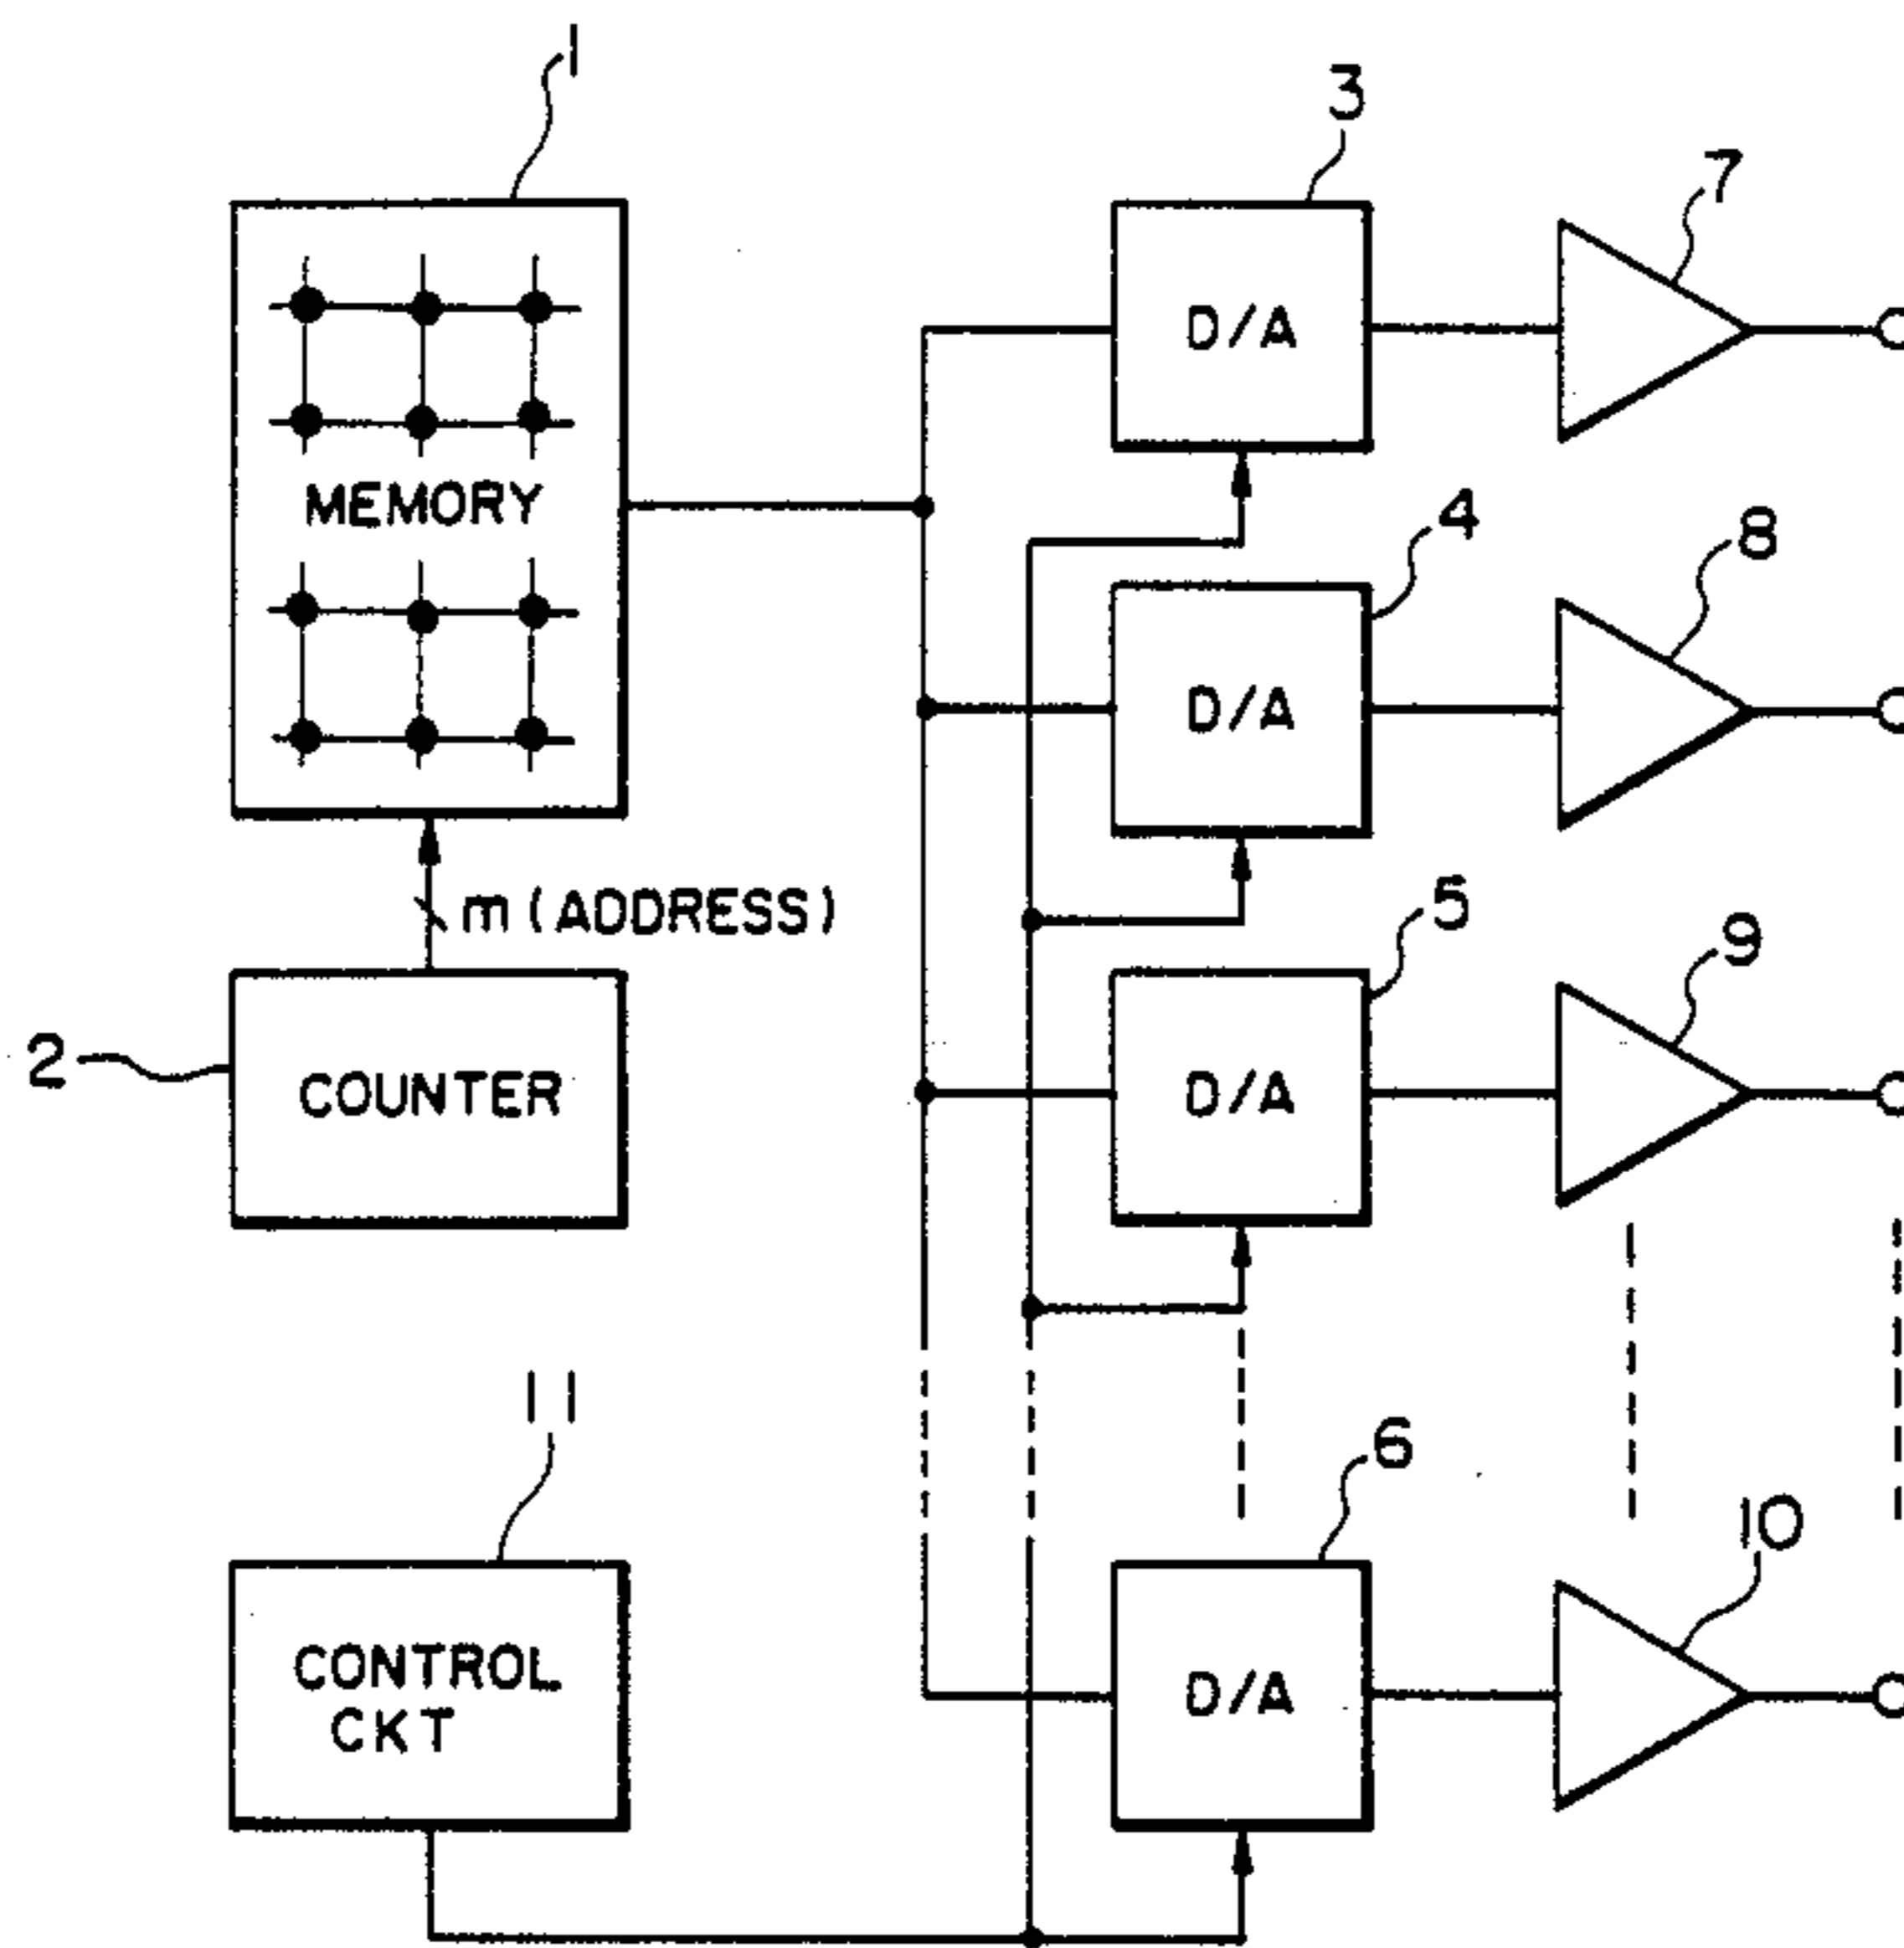 1
3
7
D/A
MEMORY
4
8
D/A
m (ADDRESS)
5
9
2
COUNTER
D/A
11
6
10
CONTROL
CKT
D/A